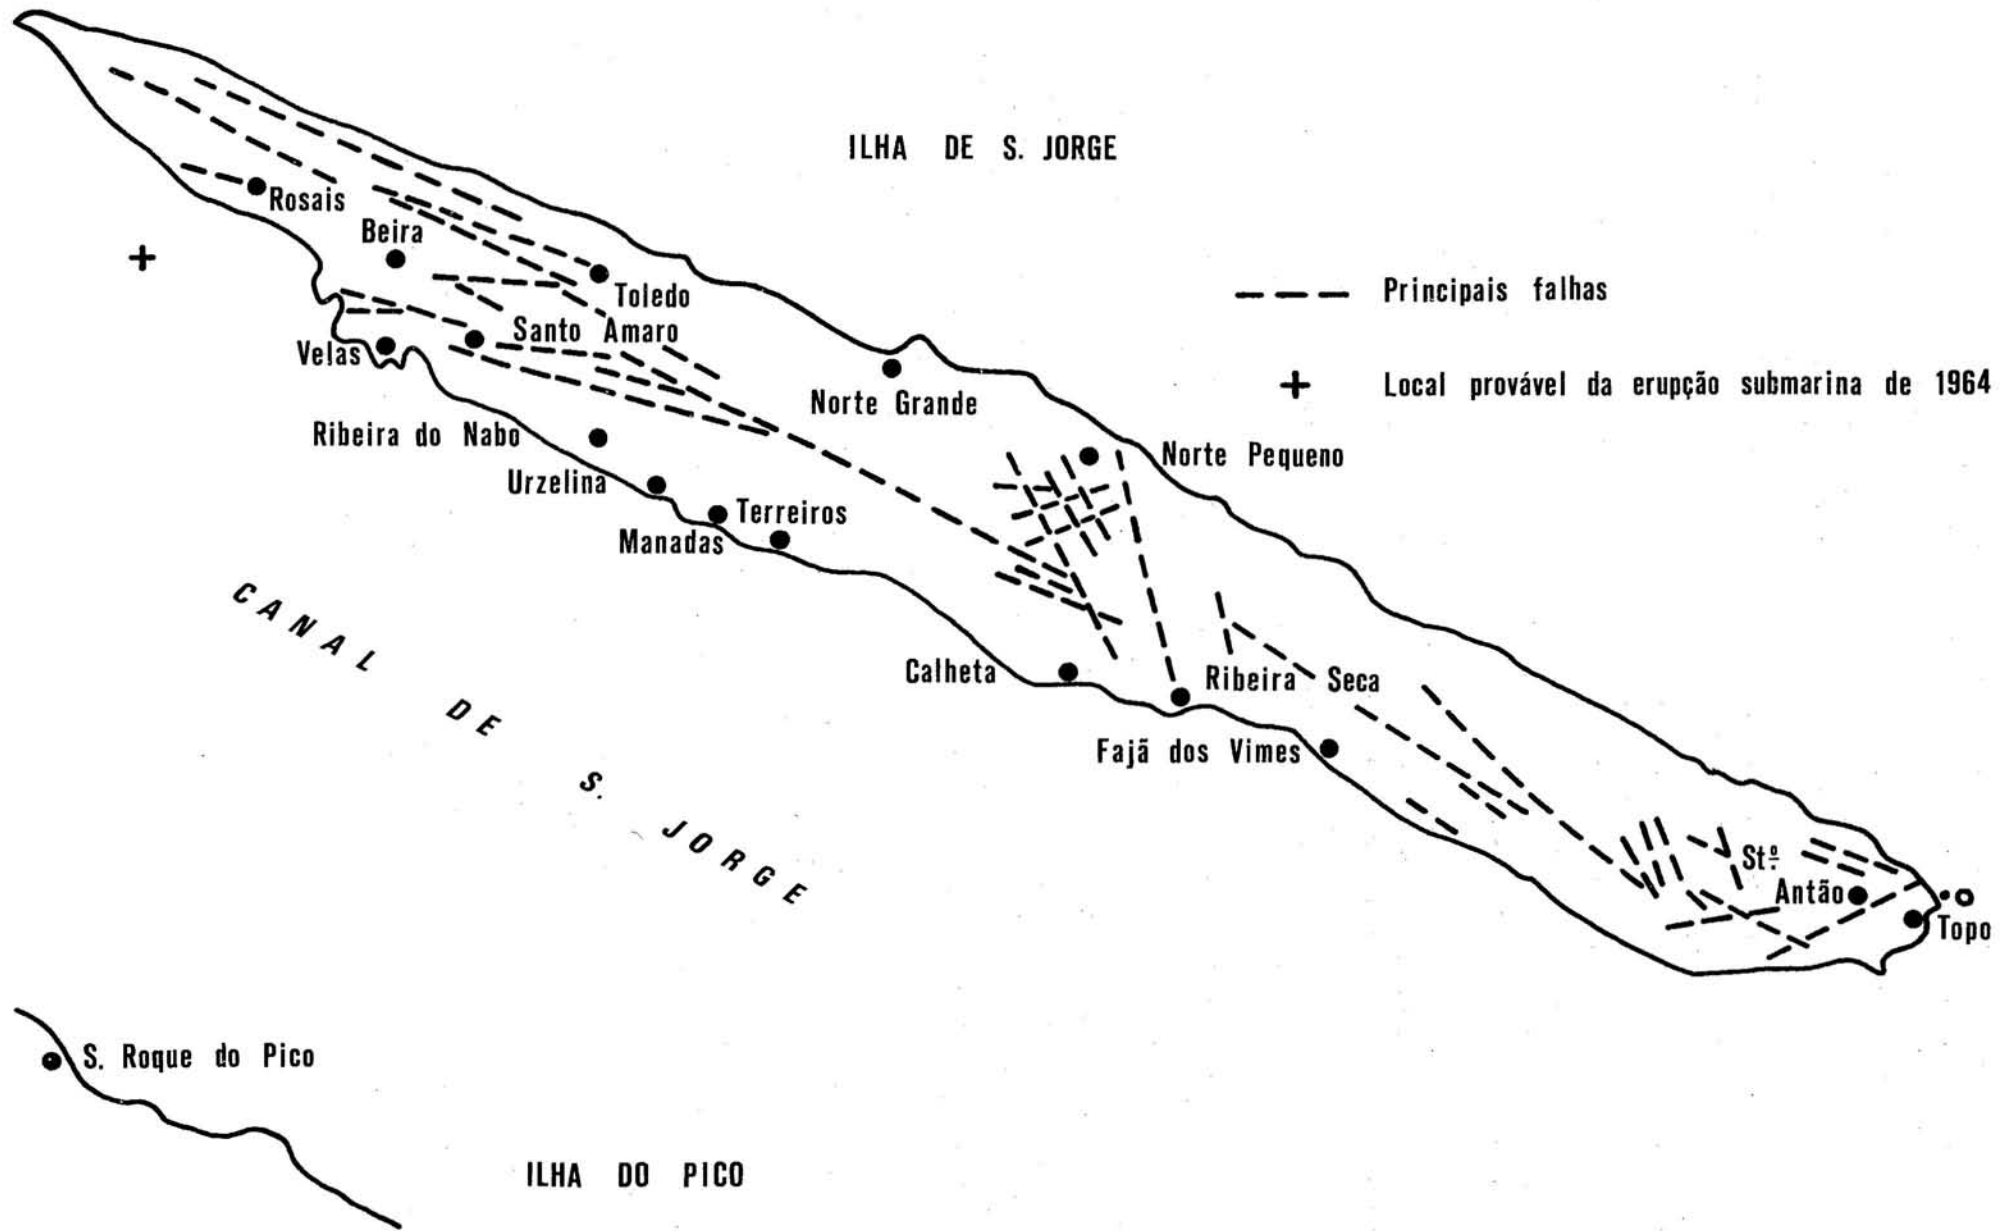 ILHA DE S. JORGE
Rosais
Beira
Toledo
Principais falhas
Santo Amaro
Velas
Local provável da erupção submarina de 1964
Norte Grande
Ribeira do Nabo
Norte Pequeno
Urzelina
Terreiros
Manadas
CANAL DE S. JORGE
Calheta
Ribeira Seca
Fajã dos Vimes
Stº
Antão
Topo
S. Roque do Pico
ILHA DO PICO